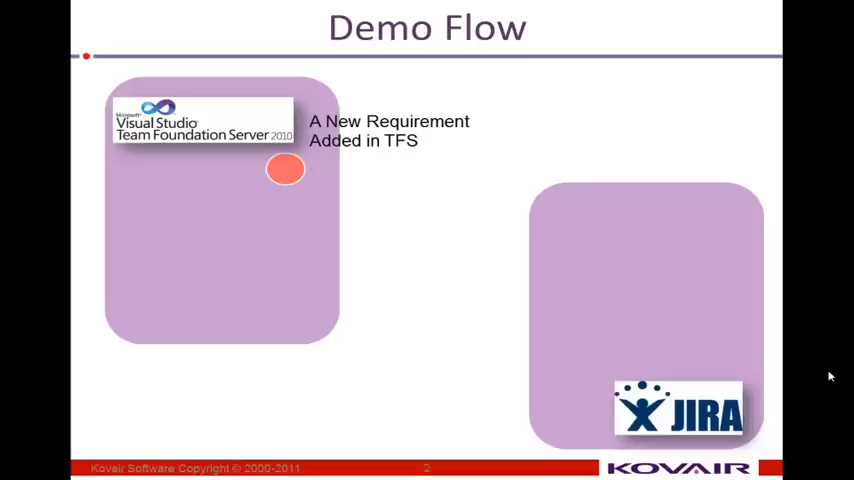 Demo Flow
Microsoft
Visual Studio
Team Foundation Server 2010
A New Requirement
Added in TFS
JIRA
Kovair Software Copyright © 2000-2011
2
KOVAIR